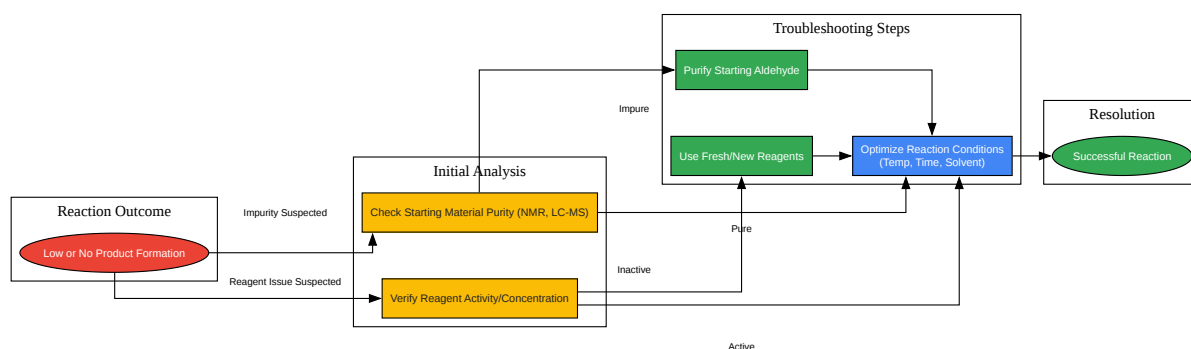 Troubleshooting Steps
Purify Starting Aldehyde
Impure
Resolution
Use Fresh/New Reagents
Optimize Reaction Conditions
(Temp, Time, Solvent)
Successful Reaction
Initial Analysis
Reaction Outcome
Impurity Suspected
Check Starting Material Purity (NMR, LC-MS)
Pure
Low or No Product Formation
Inactive
Reagent Issue Suspected
Verify Reagent Activity/Concentration
Active